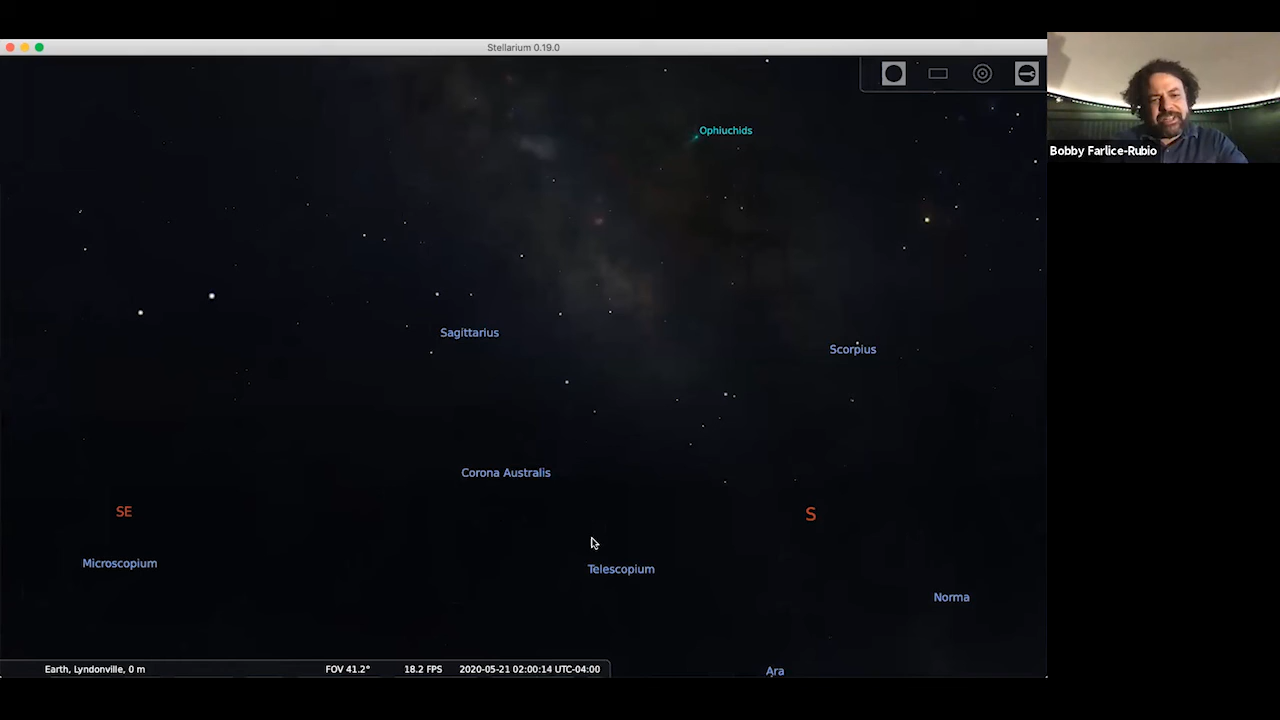 Stellarium 0.19.0
Ophiuchids
Bobby Farlice-Rubio
Sagittarius
Scorpius
Corona Australis
SE
S
Microscopium
Telescopium
Norma
Earth, Lyndonville, 0 m FOV 41.2° 18.2 FPS 2020-05-21 02:00:14 UTC-04:00
Ara